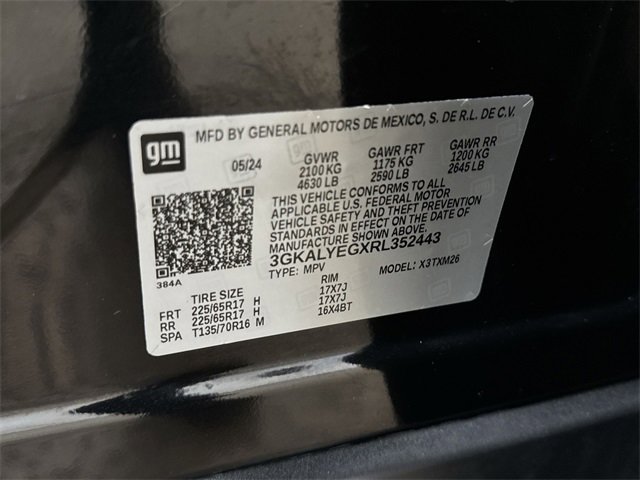 gm
MFD BY GENERAL MOTORS DE MEXICO, S. DE R.L. DE C.V.
05/24 GVWR GAWR FRT GAWR RR
2100 KG 1175 KG 1200 KG
4630 LB 2590 LB 2645 LB
THIS VEHICLE CONFORMS TO ALL
APPLICABLE U.S. FEDERAL MOTOR
VEHICLE SAFETY AND THEFT PREVENTION
STANDARDS IN EFFECT ON THE DATE OF
MANUFACTURE SHOWN ABOVE.
3GKALYEGXRL352443
384A
TYPE: MPV MODEL: X3TXM26
TIRE SIZE RIM
FRT 225/65R17 H 17X7J
RR 225/65R17 H 17X7J
SPA T135/70R16 M 16X4BT